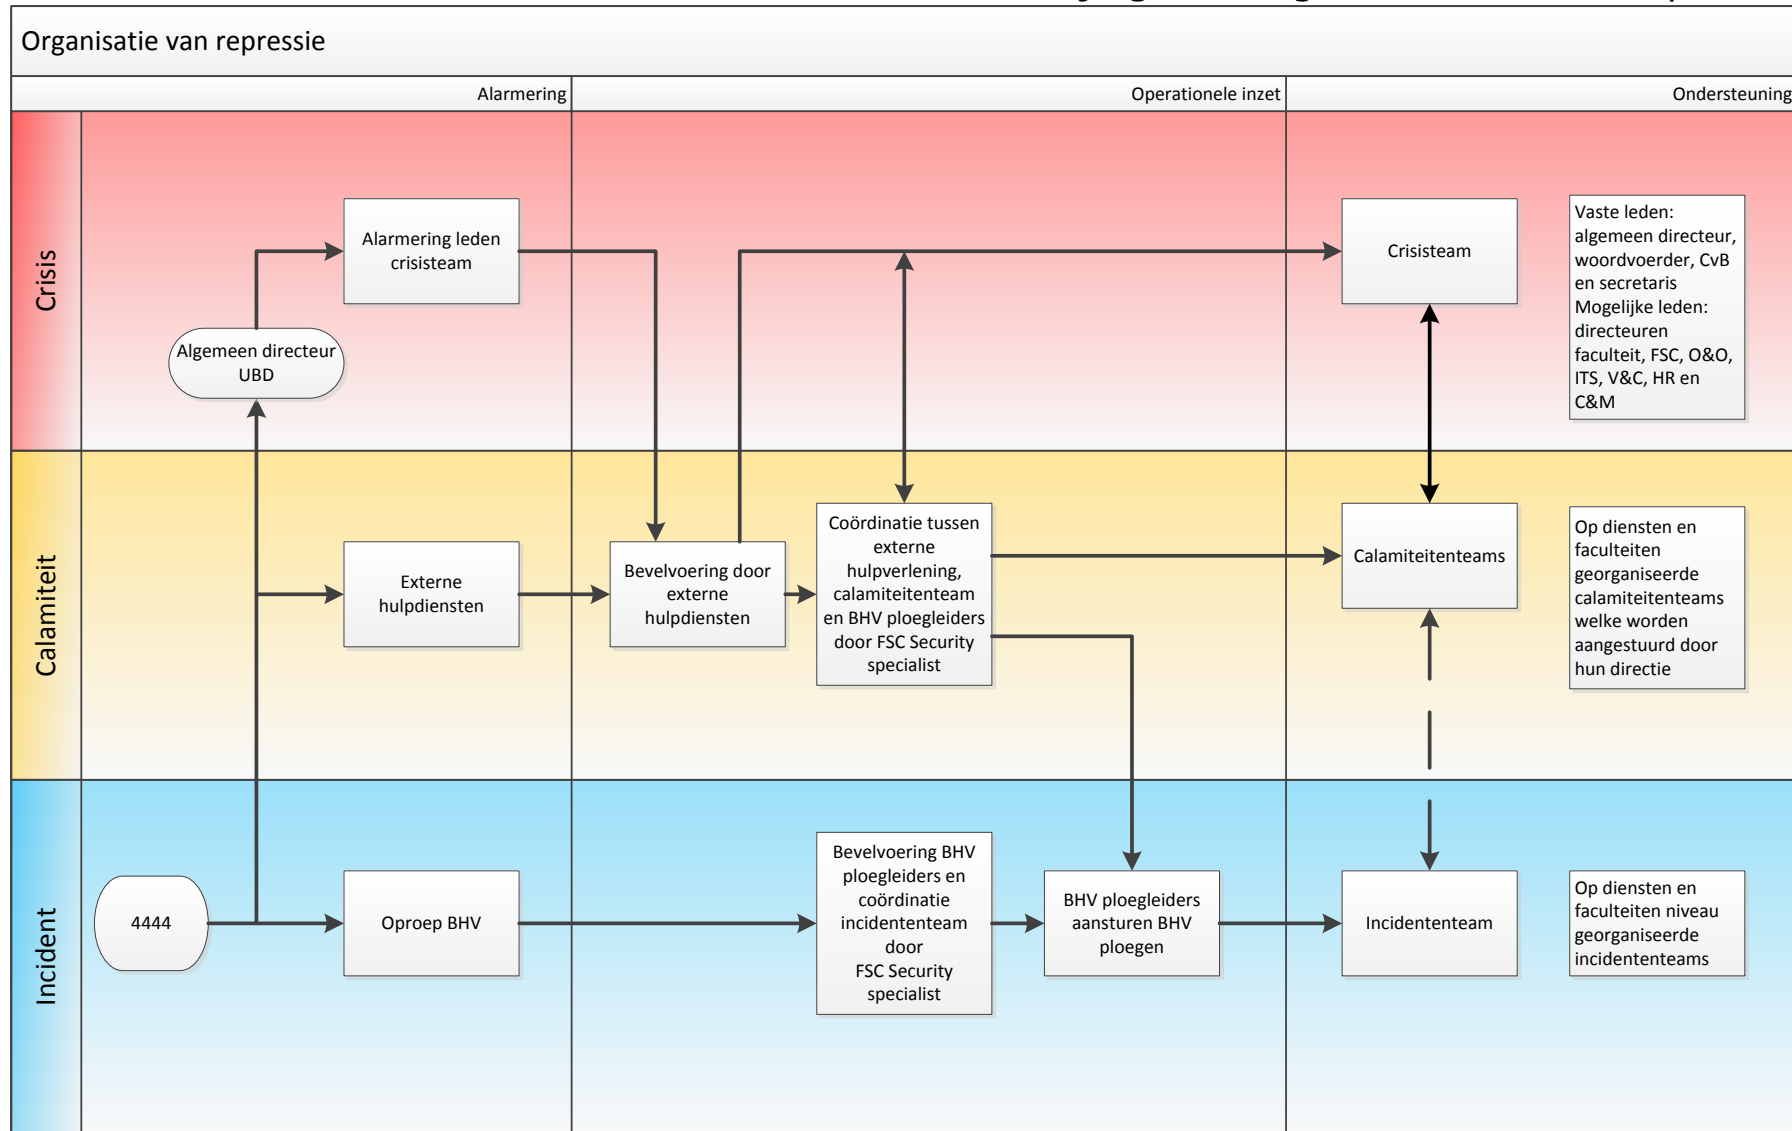 Organisatie van repressie
Alarmering
Operationele inzet
Ondersteuning
Crisis
Alarmering leden
crisisteam
Algemeen directeur
UBD
Crisisteam
Vaste leden:
algemeen directeur,
woordvoerder, CvB
en secretaris
Mogelijke leden:
directeuren
faculteit, FSC, O&O,
ITS, V&C, HR en
C&M
Calamiteit
Externe
hulpdiensten
Bevelvoering door
externe
hulpdiensten
Coördinatie tussen
externe
hulpverlening,
calamiteitenteam
en BHV ploegleiders
door FSC Security
specialist
Calamiteitenteams
Op diensten en
faculteiten
georganiseerde
calamiteitenteams
welke worden
aangestuurd door
hun directie
Incident
4444
Oproep BHV
Bevelvoering BHV
ploegleiders en
coördinatie
incidententeam
door
FSC Security
specialist
BHV ploegleiders
aansturen BHV
ploegen
Incidententeam
Op diensten en
faculteiten niveau
georganiseerde
incidententeams